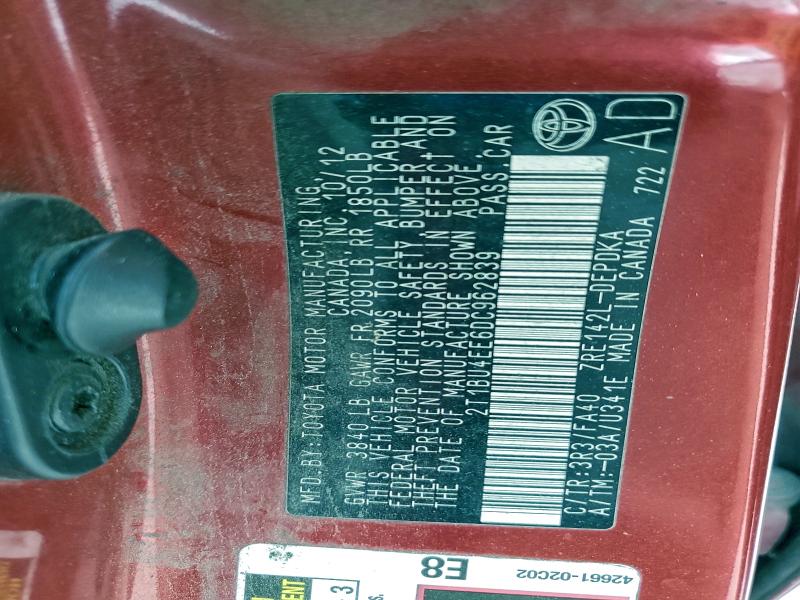 MFD. BY: TOYOTA MOTOR MANUFACTURING
CANADA, INC. 10/12
GVWR 3840LB GAWR FR 2090LB RR 1850LB
THIS VEHICLE CONFORMS TO ALL APPLICABLE
FEDERAL MOTOR VEHICLE SAFETY BUMPER, AND
THEFT PREVENTION STANDARDS IN EFFECT ON
THE DATE OF MANUFACTURE SHOWN ABOVE.
2T1BU4EE6DC962839 PASS. CAR
C/TR:3R3/FA40 ZRE142L-DEPDKA
A/TM:-03A/U341E MADE IN CANADA 722
AD
E8
42661-02C02